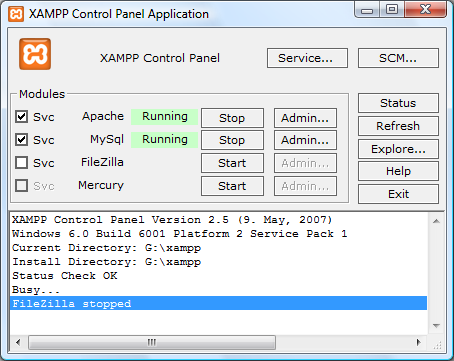 XAMPP Control Panel Application
XAMPP Control Panel Service... SCM...
Modules
Svc Apache Running Stop Admin...
Svc MySql Running Stop Admin...
Svc FileZilla Start Admin...
Svc Mercury Start Admin...
Status
Refresh
Explore...
Help
Exit
XAMPP Control Panel Version 2.5 (9. May, 2007)
Windows 6.0 Build 6001 Platform 2 Service Pack 1
Current Directory: G:\xampp
Install Directory: G:\xampp
Status Check OK
Busy...
FileZilla stopped